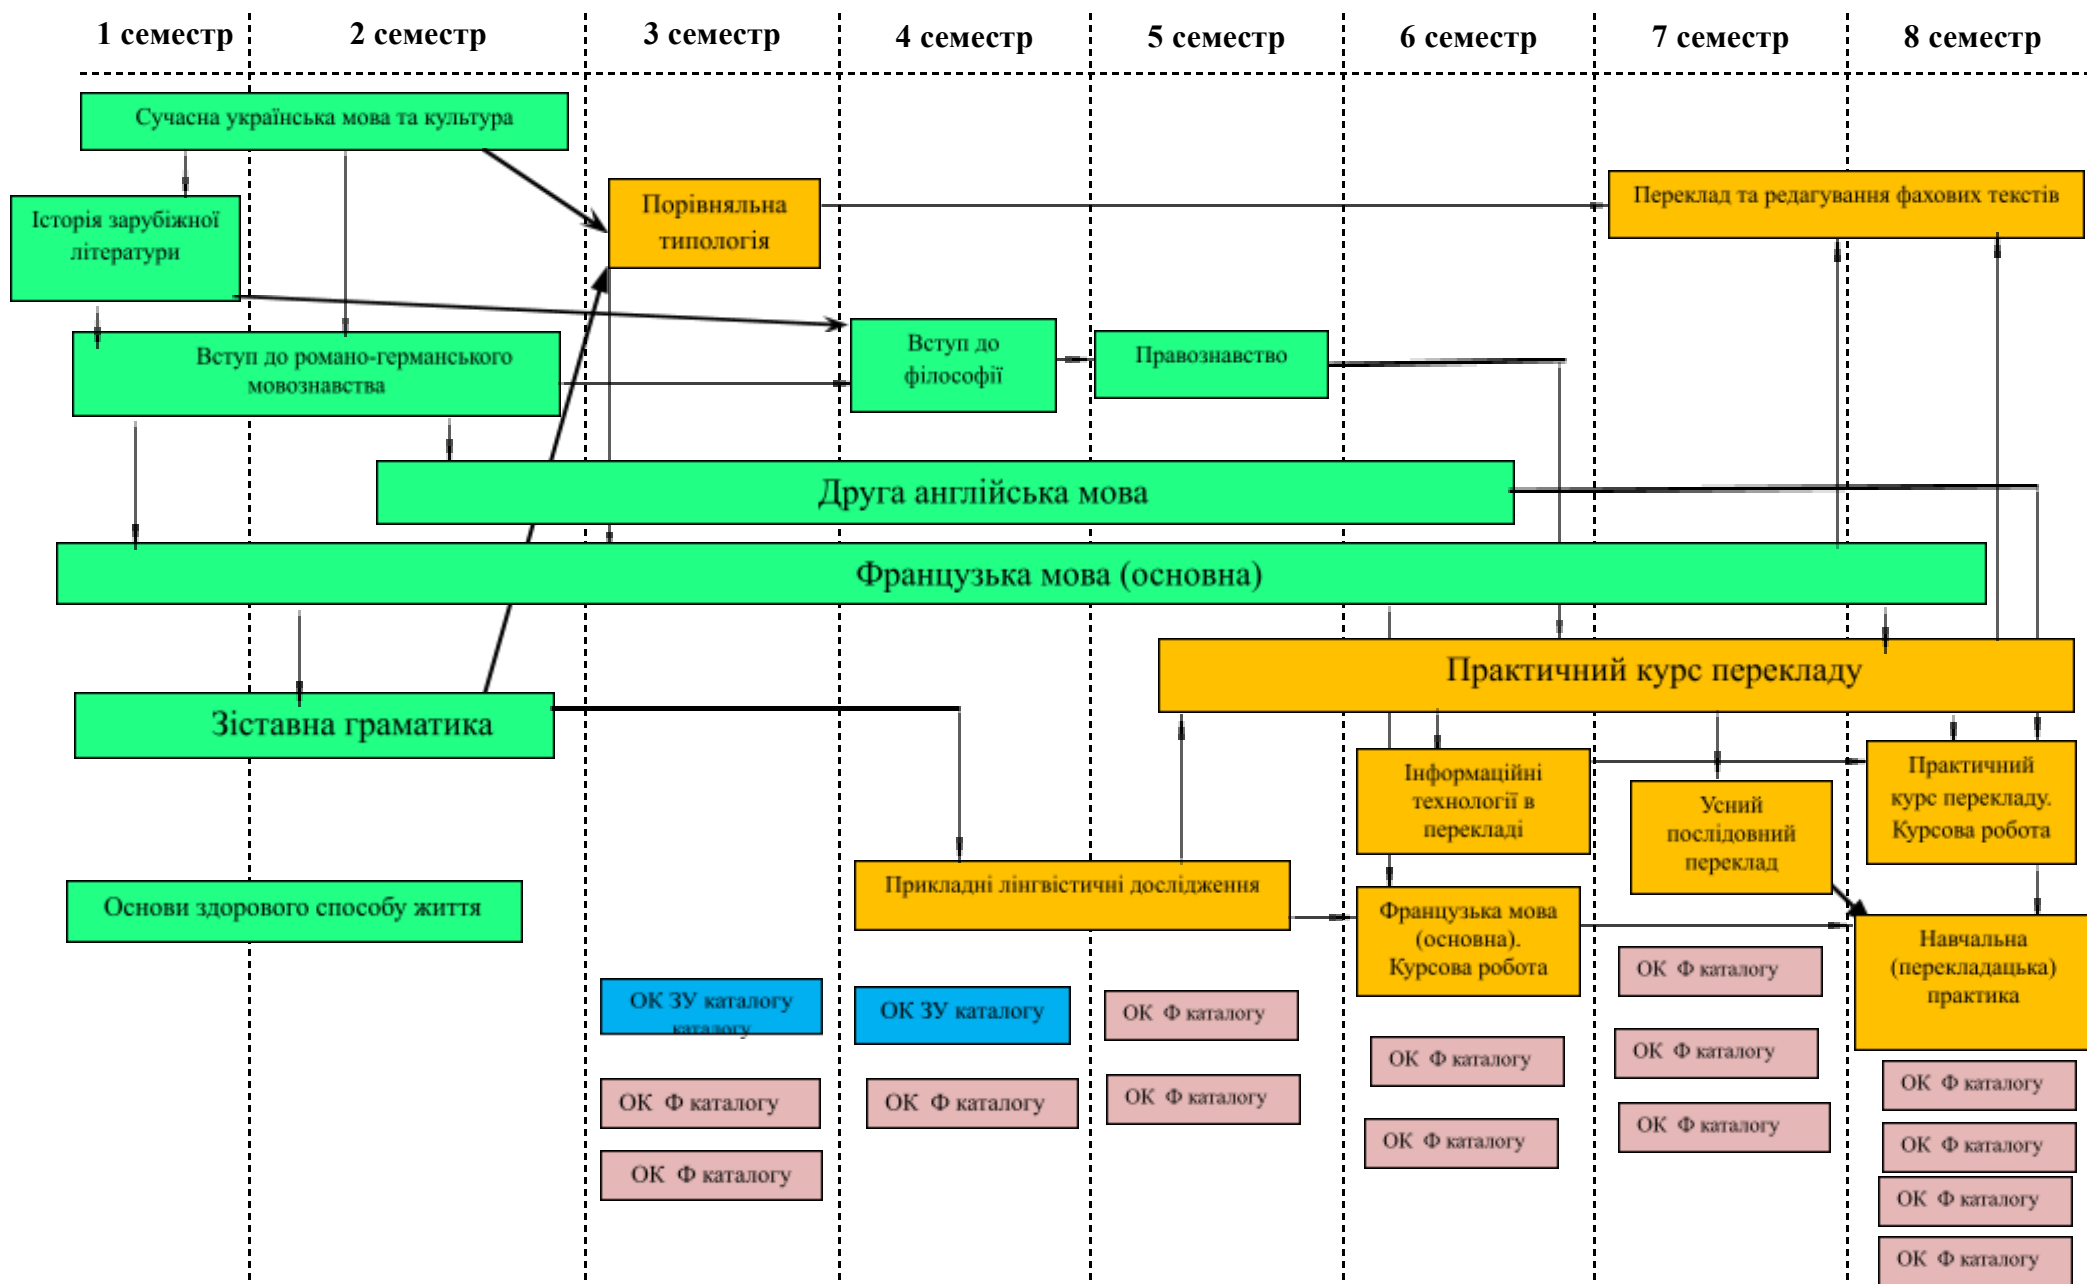 1 семестр
2 семестр
3 семестр
4 семестр
5 семестр
6 семестр
7 семестр
8 семестр
Сучасна українська мова та культура
Історія зарубіжної
літератури
Порівняльна
типологія
Переклад та редагування фахових текстів
Вступ до романо-германського
мовознавства
Вступ до
філософії
Правознавство
Друга англійська мова
Французька мова (основна)
Практичний курс перекладу
Зіставна граматика
Інформаційні
технології в
перекладі
Усний
послідовний
переклад
Практичний
курс перекладу.
Курсова робота
Прикладні лінгвістичні дослідження
Основи здорового способу життя
Французька мова
(основна).
Курсова робота
Навчальна
(перекладацька)
практика
ОК ЗУ каталогу
каталогу
ОК Ф каталогу
ОК Ф каталогу
ОК ЗУ каталогу
ОК Ф каталогу
ОК Ф каталогу
ОК Ф каталогу
ОК Ф каталогу
ОК Ф каталогу
ОК Ф каталогу
ОК Ф каталогу
ОК Ф каталогу
ОК Ф каталогу
ОК Ф каталогу
ОК Ф каталогу
ОК Ф каталогу